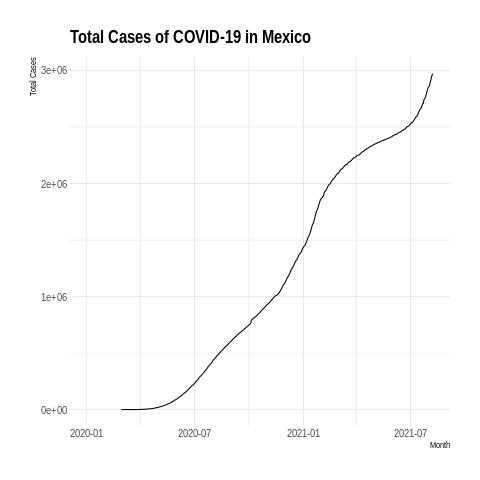 Total Cases of COVID-19 in Mexico
Total Cases
3e+06
2e+06
1e+06
0e+00
2020-01 2020-07 2021-01 2021-07
Month